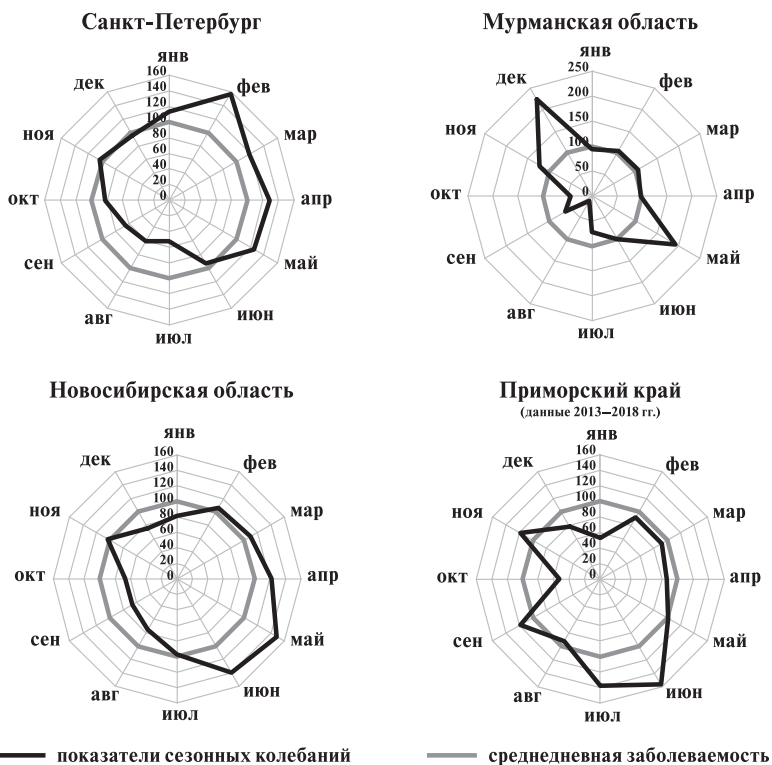 Санкт-Петербург
янв
фев
мар
апр
май
июн
июл
авг
сен
окт
ноя
дек
160
140
120
100
80
60
40
20
0
Мурманская область
янв
фев
мар
апр
май
июн
июл
авг
сен
окт
ноя
дек
250
200
150
100
50
0
Новосибирская область
янв
фев
мар
апр
май
июн
июл
авг
сен
окт
ноя
дек
160
140
120
100
80
60
40
20
0
Приморский край
(данные 2013–2018 гг.)
янв
фев
мар
апр
май
июн
июл
авг
сен
окт
ноя
дек
160
140
120
100
80
60
40
20
0
показатели сезонных колебаний
среднедневная заболеваемость